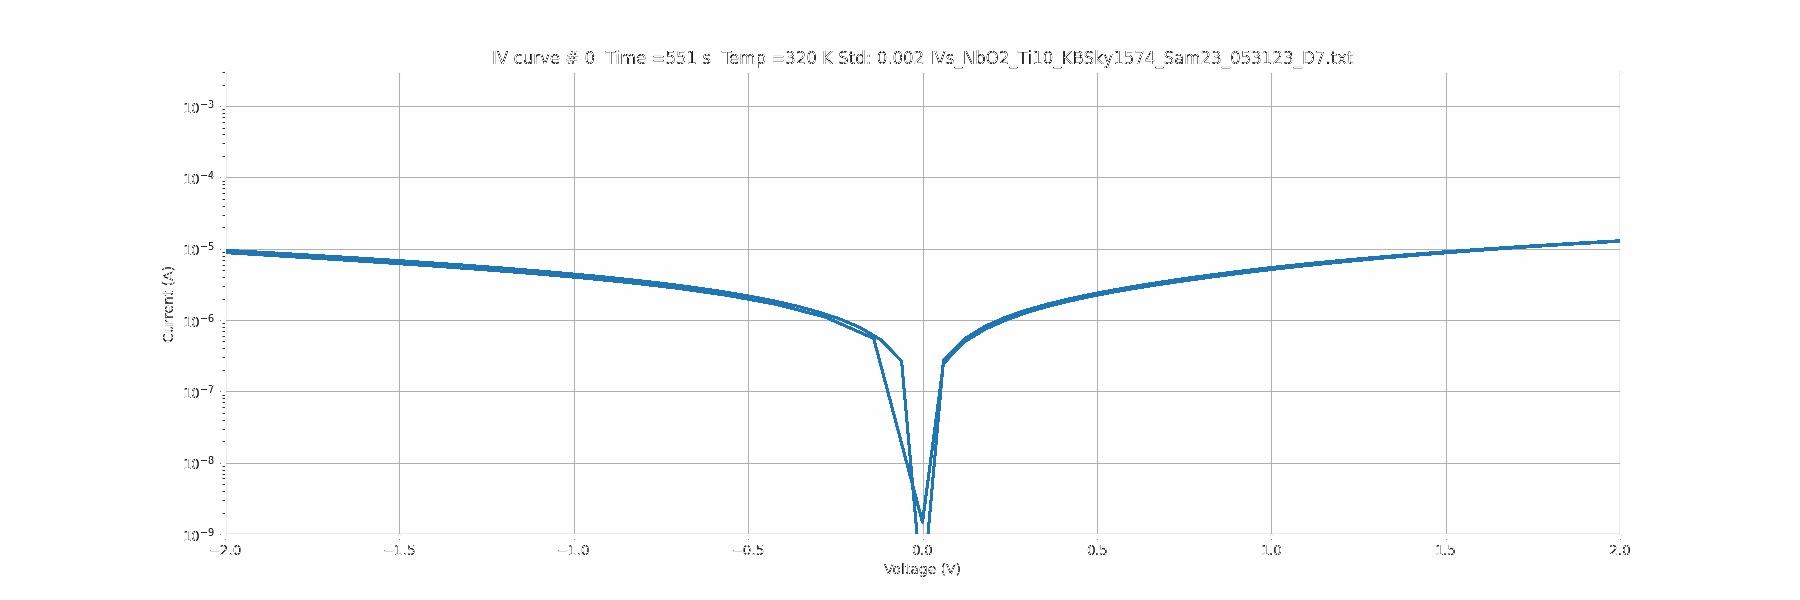 IV curve # 0  Time =551 s  Temp =320 K Std: 0.002 IVs_NbO2_Ti10_KBSky1574_Sam23_053123_D7.txt
10⁻³
10⁻⁴
10⁻⁵
10⁻⁶
10⁻⁷
10⁻⁸
10⁻⁹
Current (A)
−2.0 −1.5 −1.0 −0.5 0.0 0.5 1.0 1.5 2.0
Voltage (V)